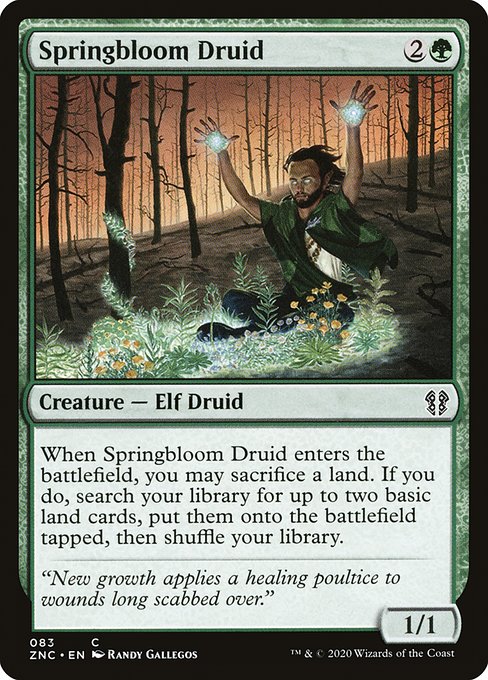 Springbloom Druid 2
Creature — Elf Druid
When Springbloom Druid enters the
battlefield, you may sacrifice a land. If you
do, search your library for up to two basic
land cards, put them onto the battlefield
tapped, then shuffle your library.
“New growth applies a healing poultice to
wounds long scabbed over.”
1/1
083 C
ZNC • EN Randy Gallegos
™ & © 2020 Wizards of the Coast